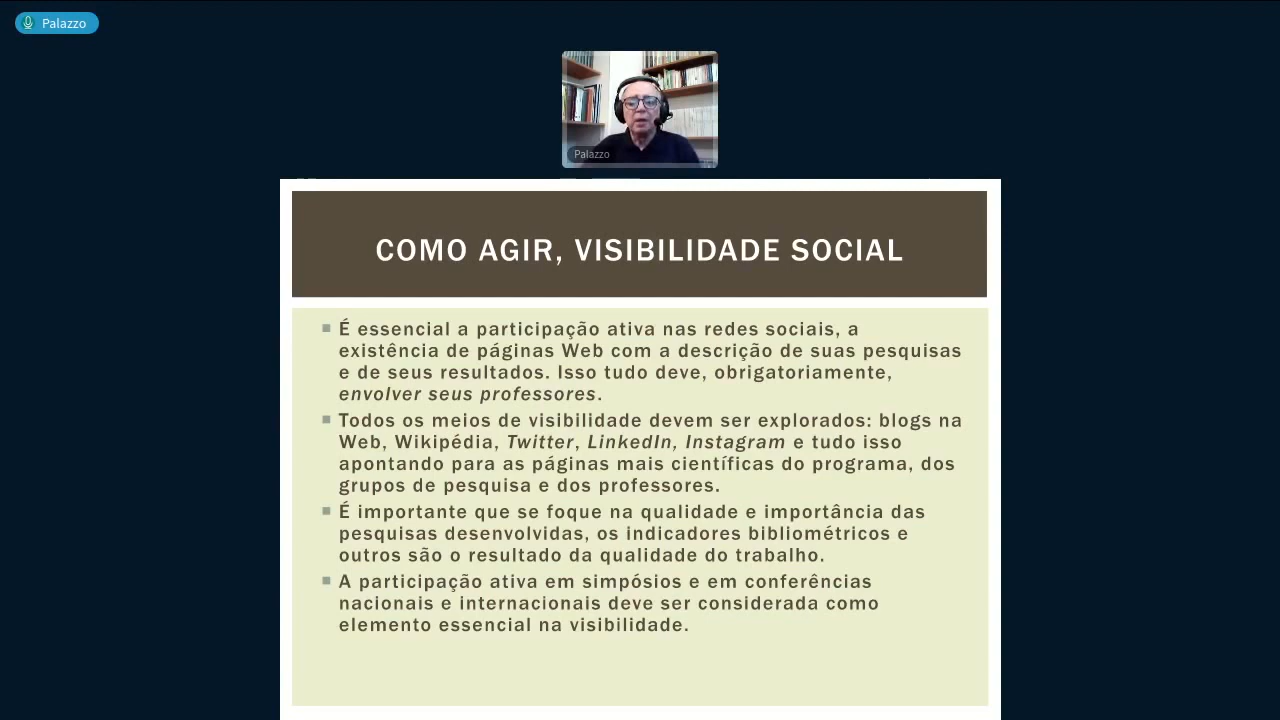 Palazzo
Palazzo
COMO AGIR, VISIBILIDADE SOCIAL
É essencial a participação ativa nas redes sociais, a
existência de páginas Web com a descrição de suas pesquisas
e de seus resultados. Isso tudo deve, obrigatoriamente,
envolver seus professores.
Todos os meios de visibilidade devem ser explorados: blogs na
Web, Wikipédia, Twitter, LinkedIn, Instagram e tudo isso
apontando para as páginas mais científicas do programa, dos
grupos de pesquisa e dos professores.
É importante que se foque na qualidade e importância das
pesquisas desenvolvidas, os indicadores bibliométricos e
outros são o resultado da qualidade do trabalho.
A participação ativa em simpósios e em conferências
nacionais e internacionais deve ser considerada como
elemento essencial na visibilidade.